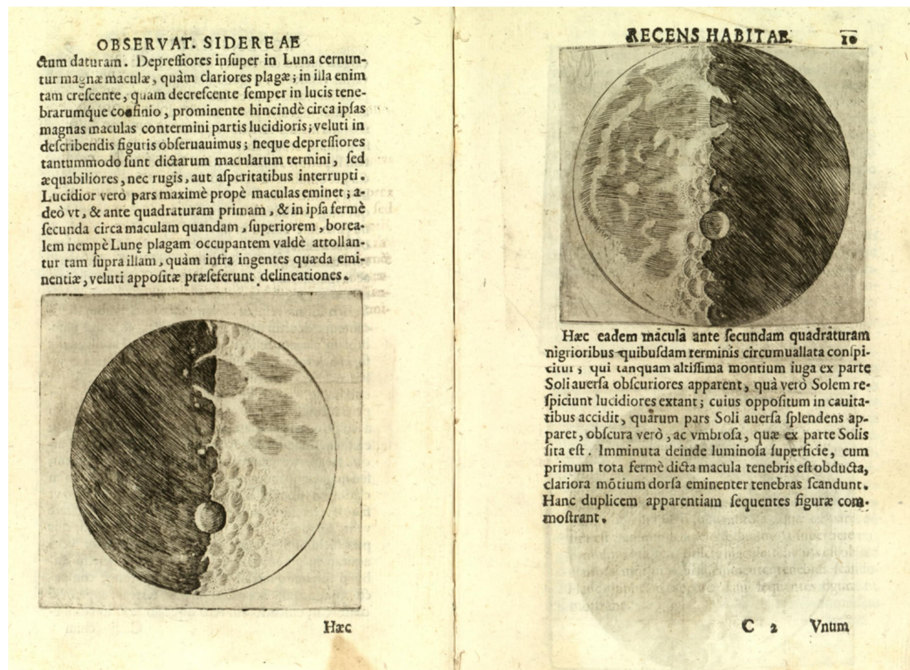 OBSERVAT. SIDEREAE
ctum daturam. Depreſſiores inſuper in Luna cernun-
tur magnæ maculæ, quàm clariores plagæ; in illa enim
tam creſcente, quam decreſcente ſemper in lucis tene-
brarumque confinio, prominente hincindè circa ipſas
magnas maculas contermini partis lucidioris; veluti in
deſcribendis figuris obſeruauimus; neque depreſſiores
tantummodo ſunt dictarum macularum termini, ſed
æquabiliores, nec rugis, aut aſperitatibus interrupti.
Lucidior verò pars maximè propè maculas eminet; a-
deò vt, & ante quadraturam primam, & in ipſa fermè
ſecunda circa maculam quandam, ſuperiorem, borea-
lem nempè Lunę plagam occupantem valdè attollan-
tur tam ſupra illam, quàm infra ingentes quæda emi-
nentiæ, veluti appoſitæ præſeferunt delineationes.
Hæc
RECENS HABITAE. 10
Hæc eadem macula ante ſecundam quadraturam
nigrioribus quibuſdam terminis circumuallata conſpi-
citur; qui tanquam altiſſima montium iuga ex parte
Soli auerſa obſcuriores apparent, quà verò Solem re-
ſpiciunt lucidiores extant; cuius oppoſitum in cauita-
tibus accidit, quarum pars Soli auerſa ſplendens ap-
paret, obſcura verò, ac vmbroſa, quæ ex parte Solis
ſita eſt. Imminuta deinde luminoſa ſuperficie, cum
primum tota fermè dicta macula tenebris eſt obducta,
clariora mōtium dorſa eminenter tenebras ſcandunt.
Hanc duplicem apparentiam ſequentes figuræ com-
moſtrant.
C 2 Vnum